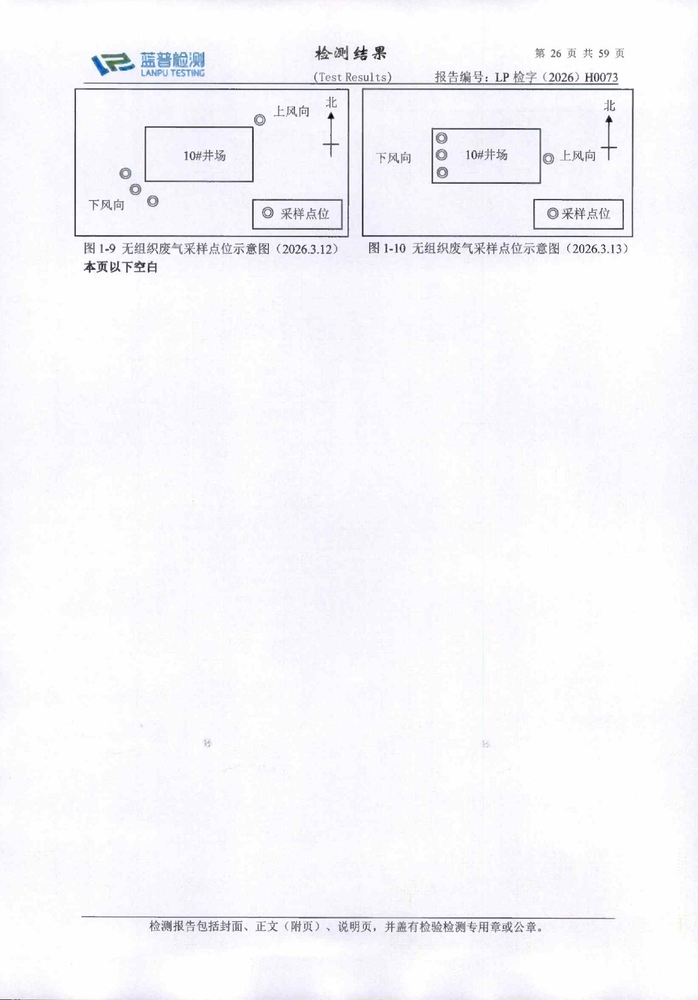 蓝普检测
LANPU TESTING
检测结果
(Test Results)
第 26 页 共 59 页
报告编号：LP 检字（2026）H0073
北
上风向
10#井场
下风向
◎ 采样点位
北
下风向
10#井场
上风向
◎采样点位
图 1-9 无组织废气采样点位示意图（2026.3.12）
图 1-10 无组织废气采样点位示意图（2026.3.13）
本页以下空白
检测报告包括封面、正文（附页）、说明页，并盖有检验检测专用章或公章。